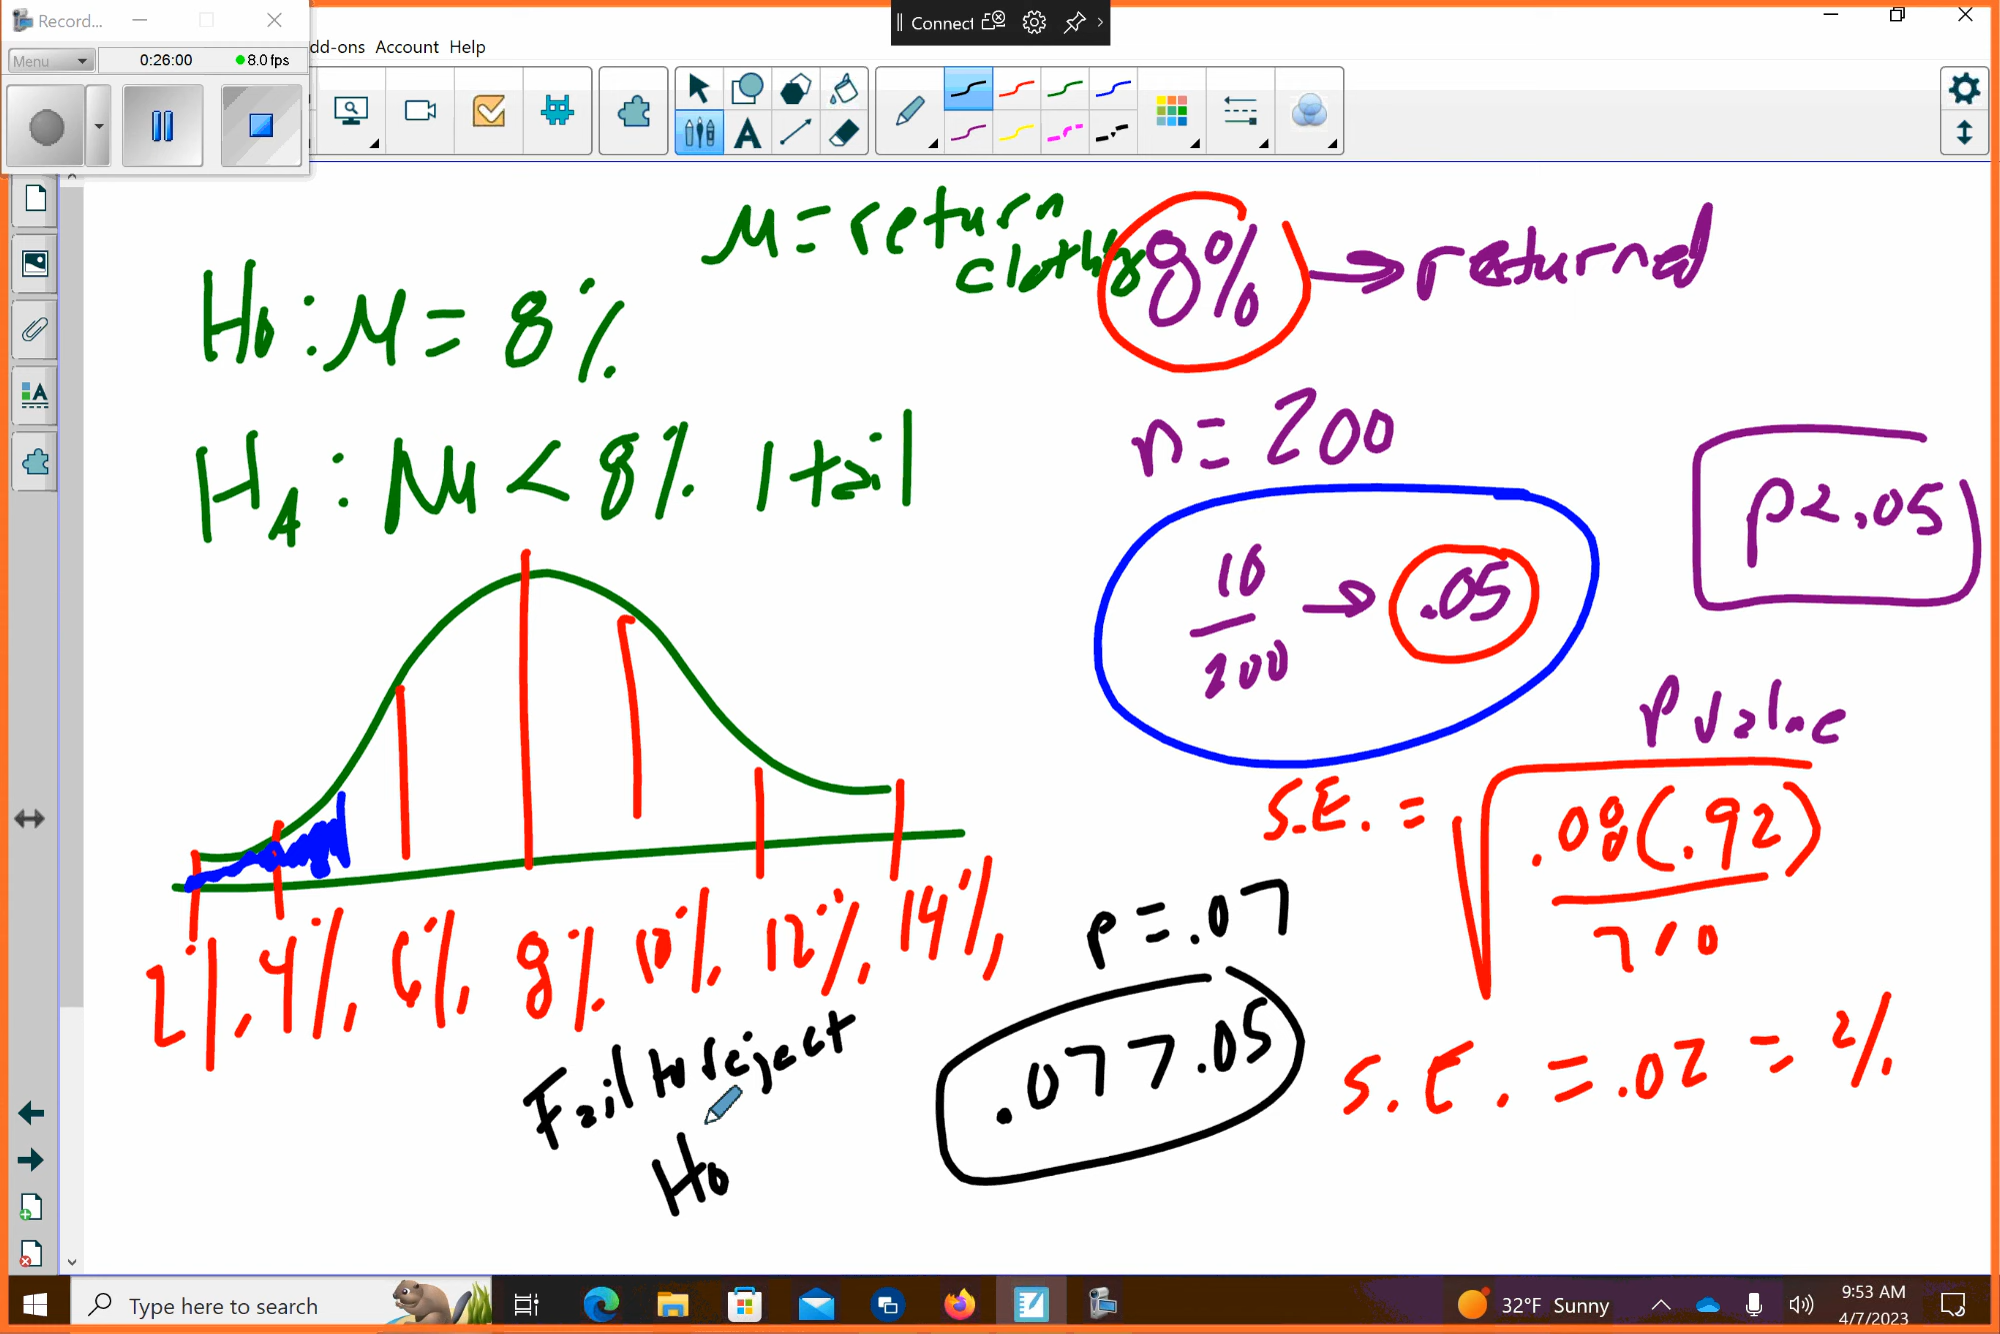 Record...
Menu
0:26:00
8.0 fps
dd-ons Account Help
Connect
μ = return
clothing
8% → returned
H0 : μ = 8%
n = 200
HA : μ < 8% 1 tail
p < .05
10
200
→ .05
P value
S.E. = √
.08(.92)
2% 4% 6% 8% 10% 12% 14%
p = .07
.07 > .05
S.E. = .02 = 2%
Fail to reject
H0
Type here to search
32°F Sunny
9:53 AM
4/7/2023